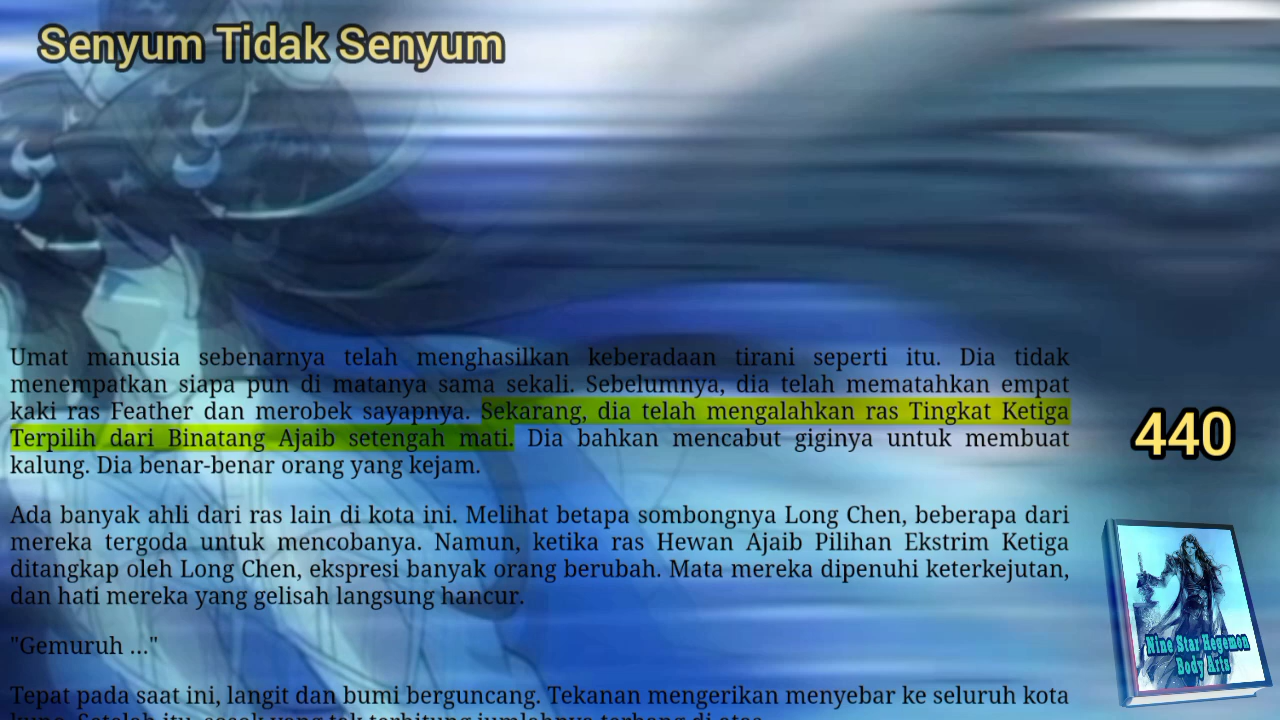 Senyum Tidak Senyum
Umat manusia sebenarnya telah menghasilkan keberadaan tirani seperti itu. Dia tidak
menempatkan siapa pun di matanya sama sekali. Sebelumnya, dia telah mematahkan empat
kaki ras Feather dan merobek sayapnya. Sekarang, dia telah mengalahkan ras Tingkat Ketiga
Terpilih dari Binatang Ajaib setengah mati. Dia bahkan mencabut giginya untuk membuat
kalung. Dia benar-benar orang yang kejam.
440
Ada banyak ahli dari ras lain di kota ini. Melihat betapa sombongnya Long Chen, beberapa dari
mereka tergoda untuk mencobanya. Namun, ketika ras Hewan Ajaib Pilihan Ekstrim Ketiga
ditangkap oleh Long Chen, ekspresi banyak orang berubah. Mata mereka dipenuhi keterkejutan,
dan hati mereka yang gelisah langsung hancur.
"Gemuruh ..."
Tepat pada saat ini, langit dan bumi berguncang. Tekanan mengerikan menyebar ke seluruh kota
Nine Star Hegemon
Body Arts